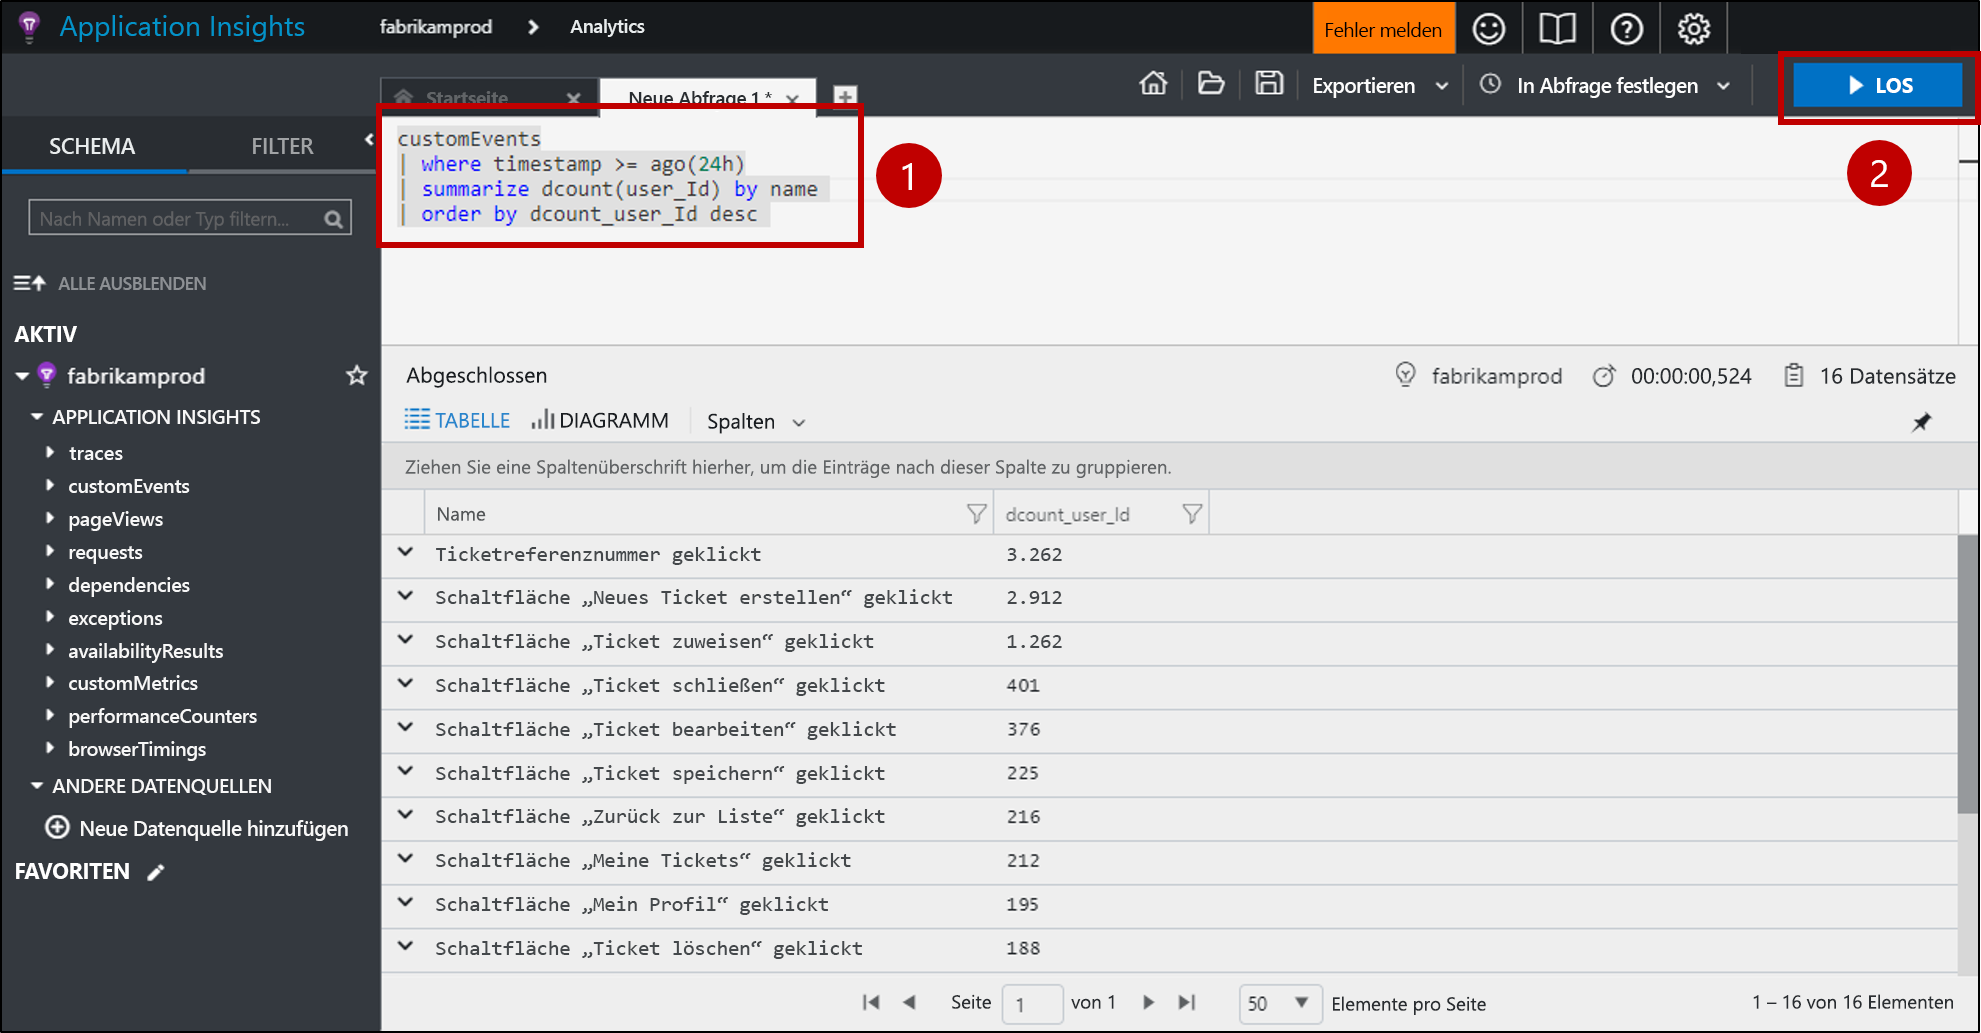 Application Insights
fabrikamprod
Analytics
Fehler melden
Startseite
Neue Abfrage 1 *
Exportieren
In Abfrage festlegen
LOS
SCHEMA
FILTER
customEvents
| where timestamp >= ago(24h)
| summarize dcount(user_Id) by name
| order by dcount_user_Id desc
1
2
Nach Namen oder Typ filtern...
ALLE AUSBLENDEN
AKTIV
fabrikamprod
APPLICATION INSIGHTS
traces
customEvents
pageViews
requests
dependencies
exceptions
availabilityResults
customMetrics
performanceCounters
browserTimings
ANDERE DATENQUELLEN
Neue Datenquelle hinzufügen
FAVORITEN
Abgeschlossen
fabrikamprod
00:00:00,524
16 Datensätze
TABELLE
DIAGRAMM
Spalten
Ziehen Sie eine Spaltenüberschrift hierher, um die Einträge nach dieser Spalte zu gruppieren.
Name dcount_user_Id
Ticketreferenznummer geklickt 3.262
Schaltfläche „Neues Ticket erstellen“ geklickt 2.912
Schaltfläche „Ticket zuweisen“ geklickt 1.262
Schaltfläche „Ticket schließen“ geklickt 401
Schaltfläche „Ticket bearbeiten“ geklickt 376
Schaltfläche „Ticket speichern“ geklickt 225
Schaltfläche „Zurück zur Liste“ geklickt 216
Schaltfläche „Meine Tickets“ geklickt 212
Schaltfläche „Mein Profil“ geklickt 195
Schaltfläche „Ticket löschen“ geklickt 188
Seite 1 von 1
50 Elemente pro Seite
1 – 16 von 16 Elementen